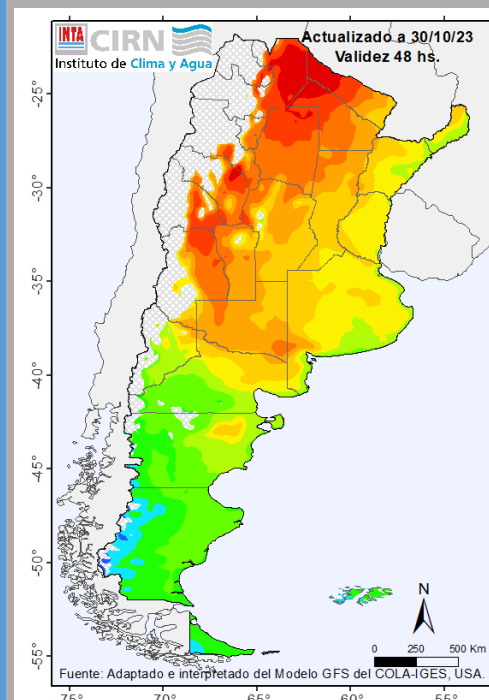 INTA CIRN
Instituto de Clima y Agua
Actualizado a 30/10/23
Validez 48 hs.
-25°
-30°
-35°
-40°
-45°
-50°
-55°
N
0 250 500 Km
Fuente: Adaptado e interpretado del Modelo GFS del COLA-IGES, USA.
-75° -70° -65° -60° -55°